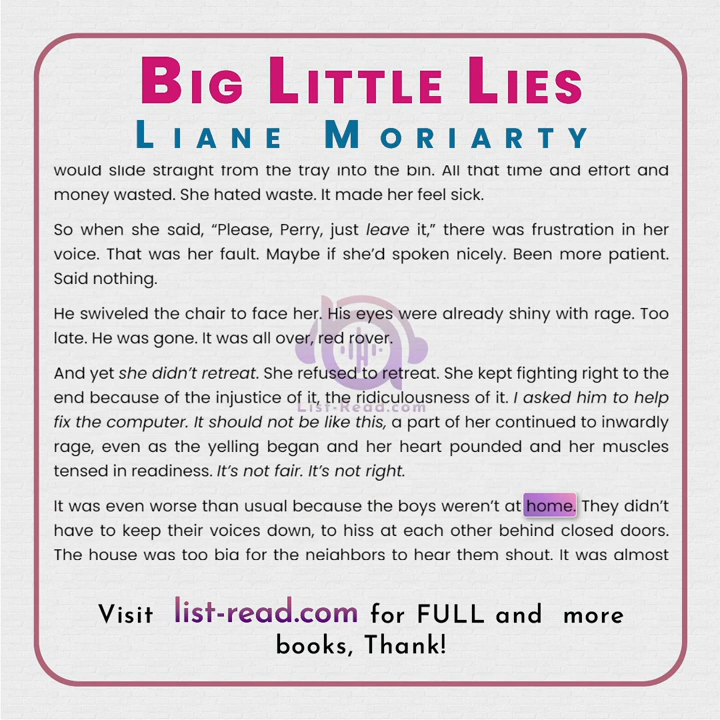 BIG LITTLE LIES
LIANE MORIARTY
would slide straight from the tray into the bin. All that time and effort and
money wasted. She hated waste. It made her feel sick.
So when she said, “Please, Perry, just leave it,” there was frustration in her
voice. That was her fault. Maybe if she’d spoken nicely. Been more patient.
Said nothing.
He swiveled the chair to face her. His eyes were already shiny with rage. Too
late. He was gone. It was all over, red rover.
And yet she didn’t retreat. She refused to retreat. She kept fighting right to the
end because of the injustice of it, the ridiculousness of it. I asked him to help
List-Read.com
fix the computer. It should not be like this, a part of her continued to inwardly
rage, even as the yelling began and her heart pounded and her muscles
tensed in readiness. It’s not fair. It’s not right.
It was even worse than usual because the boys weren’t at home. They didn’t
have to keep their voices down, to hiss at each other behind closed doors.
The house was too big for the neighbors to hear them shout. It was almost
Visit list-read.com for FULL and more
books, Thank!